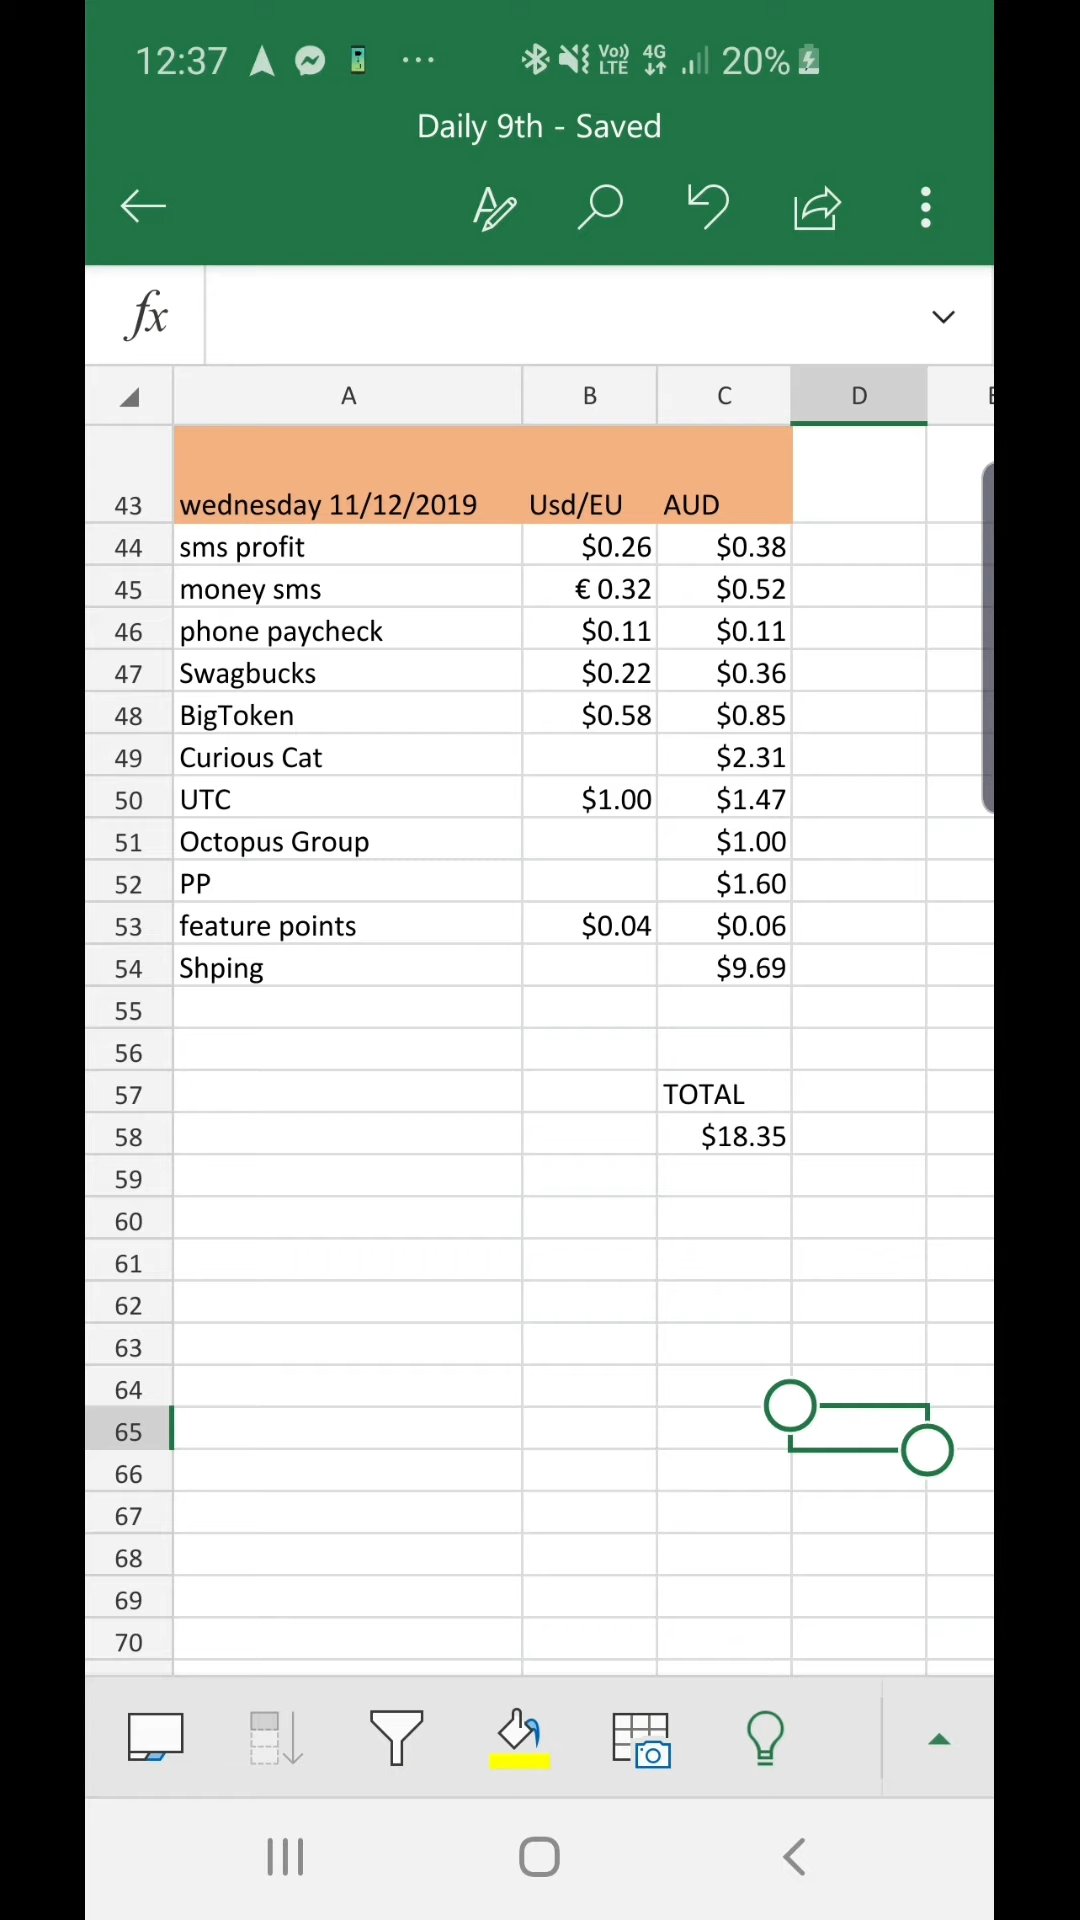 12:37 ... Vo)) LTE 4G 20%
Daily 9th - Saved
fx
A B C D
43 wednesday 11/12/2019 Usd/EU AUD
44 sms profit $0.26 $0.38
45 money sms € 0.32 $0.52
46 phone paycheck $0.11 $0.11
47 Swagbucks $0.22 $0.36
48 BigToken $0.58 $0.85
49 Curious Cat $2.31
50 UTC $1.00 $1.47
51 Octopus Group $1.00
52 PP $1.60
53 feature points $0.04 $0.06
54 Shping $9.69
55
56
57 TOTAL
58 $18.35
59
60
61
62
63
64
65
66
67
68
69
70